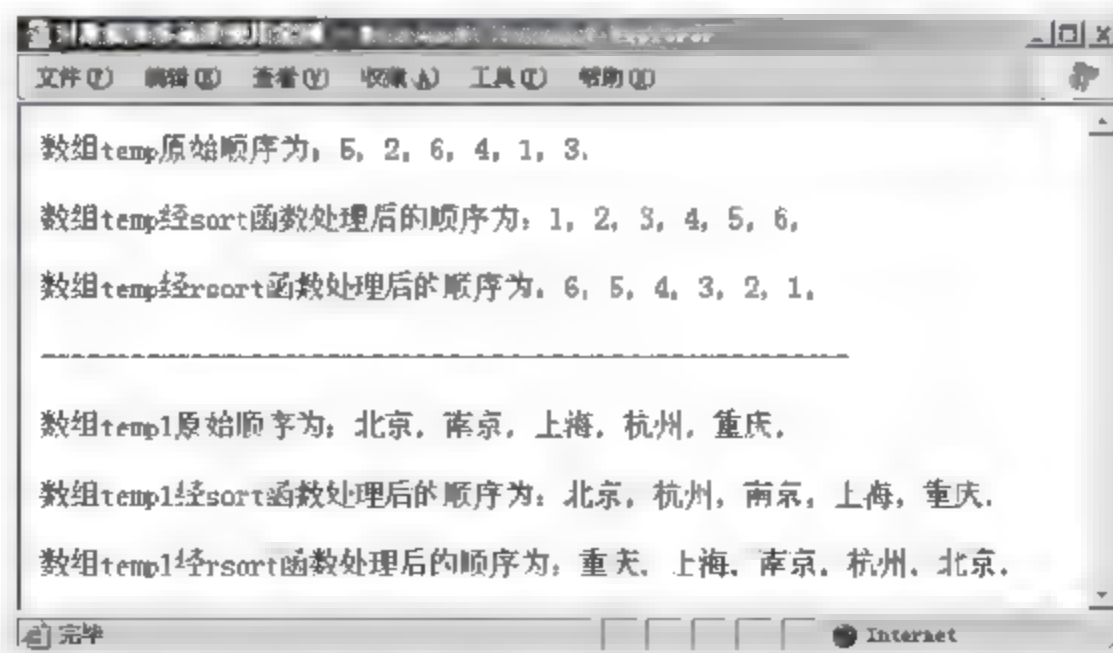 Microsoft Internet Explorer
文件(F) 编辑(E) 查看(V) 收藏(A) 工具(T) 帮助(H)
数组temp原始顺序为：5, 2, 6, 4, 1, 3,
数组temp经sort函数处理后的顺序为：1, 2, 3, 4, 5, 6,
数组temp经rsort函数处理后的顺序为：6, 5, 4, 3, 2, 1,
数组temp1原始顺序为：北京, 南京, 上海, 杭州, 重庆,
数组temp1经sort函数处理后的顺序为：北京, 杭州, 南京, 上海, 重庆,
数组temp1经rsort函数处理后的顺序为：重庆, 上海, 南京, 杭州, 北京,
完毕 Internet